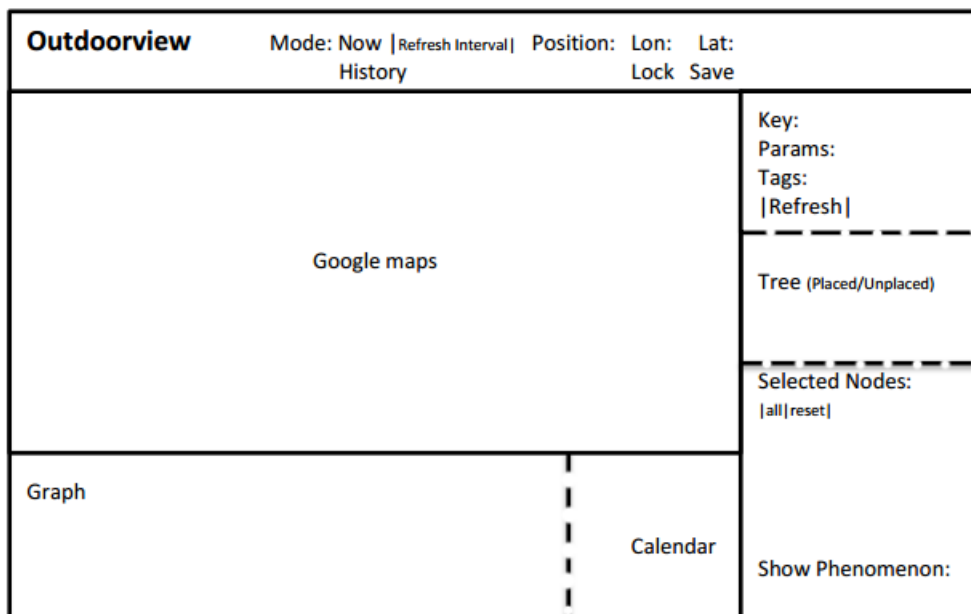 Outdoorview Mode: Now |Refresh Interval| Position: Lon: Lat:
History Lock Save
Google maps
Key:
Params:
Tags:
|Refresh|
Tree (Placed/Unplaced)
Selected Nodes:
|all|reset|
Graph
Calendar
Show Phenomenon: